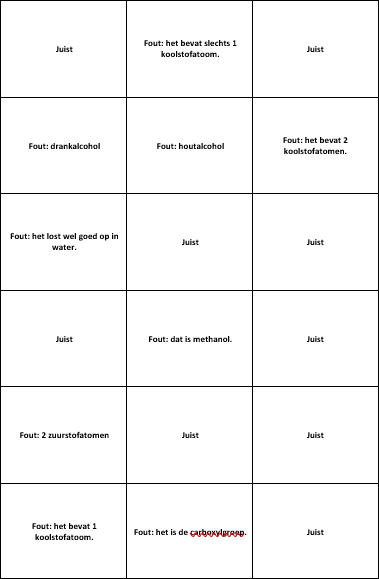 Juist
Fout: het bevat slechts 1
koolstofatoom.
Juist
Fout: drankalcohol
Fout: houtalcohol
Fout: het bevat 2
koolstofatomen.
Fout: het lost wel goed op in
water.
Juist
Juist
Juist
Fout: dat is methanol.
Juist
Fout: 2 zuurstofatomen
Juist
Juist
Fout: het bevat 1
koolstofatoom.
Fout: het is de carboxylgroep.
Juist